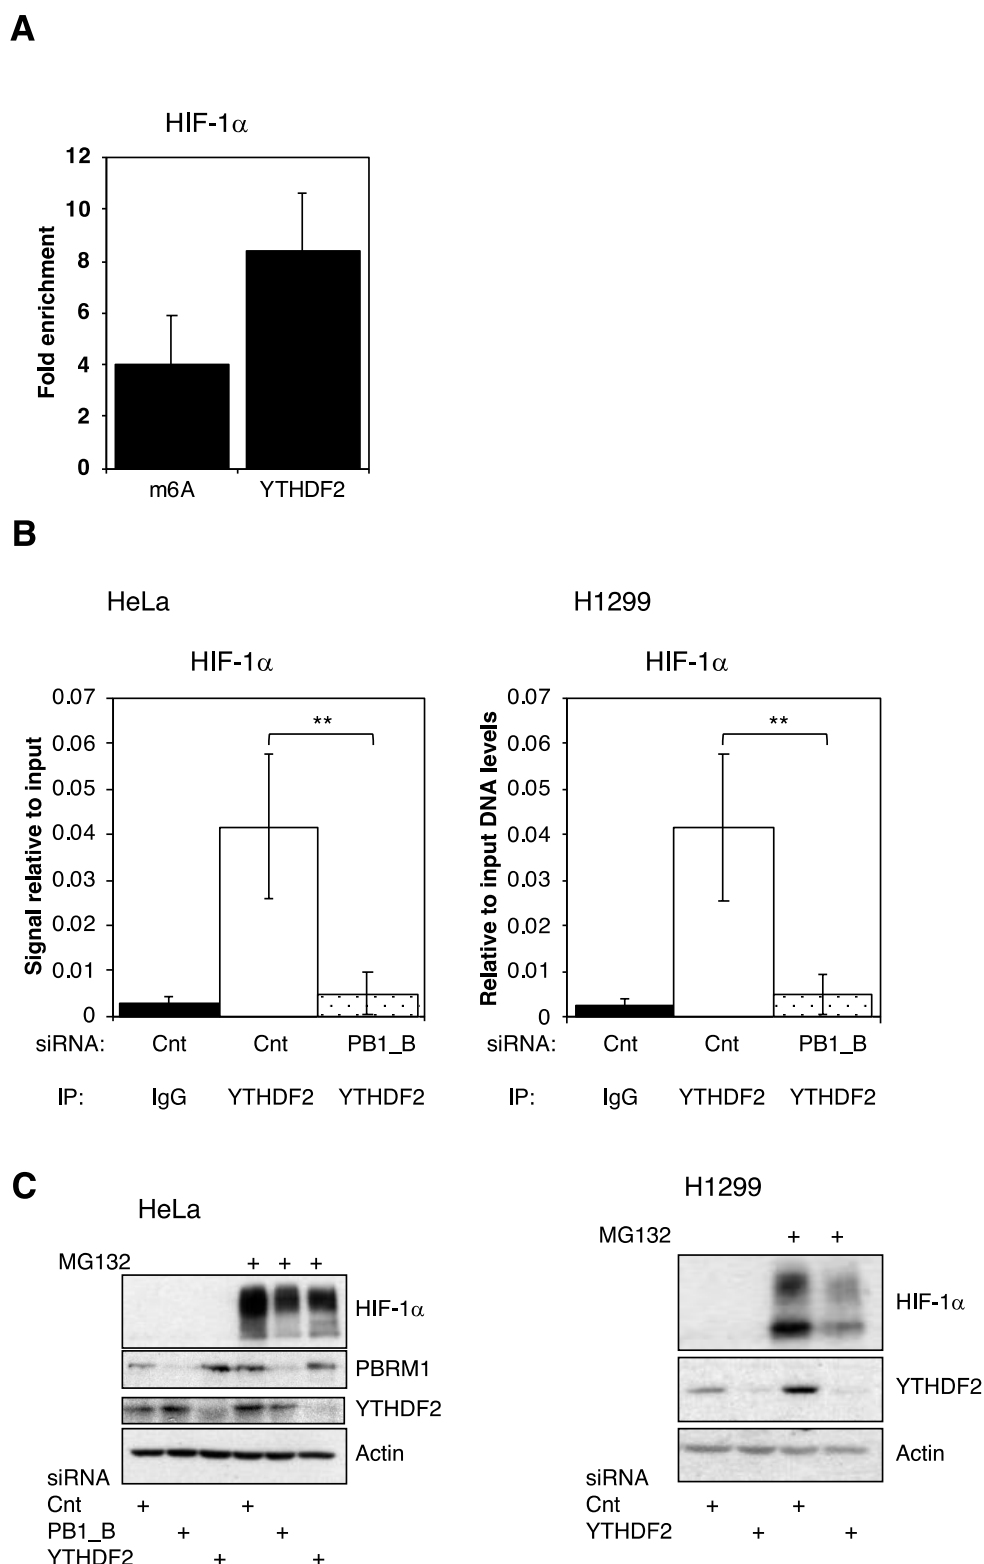 A
HIF-1α
12
10
8
6
4
2
0
Fold enrichment
m6A YTHDF2
B
HeLa
HIF-1α
0.07
0.06
0.05
0.04
0.03
0.02
0.01
0
Signal relative to input
**
siRNA: Cnt Cnt PB1_B
IP: IgG YTHDF2 YTHDF2
H1299
HIF-1α
0.07
0.06
0.05
0.04
0.03
0.02
0.01
0
Relative to input DNA levels
**
siRNA: Cnt Cnt PB1_B
IP: IgG YTHDF2 YTHDF2
C
HeLa
MG132 + + +
HIF-1α
PBRM1
YTHDF2
Actin
siRNA
Cnt + +
PB1_B + +
YTHDF2 + +
H1299
MG132 + +
HIF-1α
YTHDF2
Actin
siRNA
Cnt + +
YTHDF2 + +